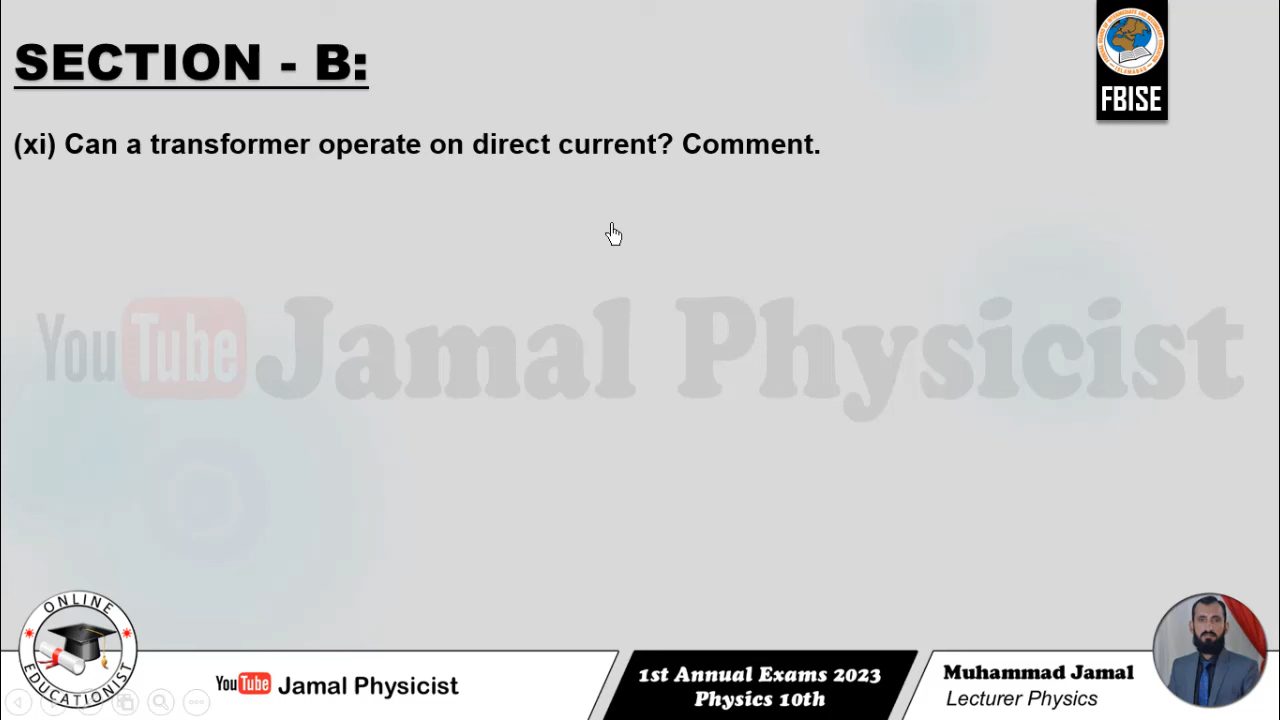 SECTION - B:
FBISE
(xi) Can a transformer operate on direct current? Comment.
YouTube Jamal Physicist
ONLINE
EDUCATIONIST
YouTube Jamal Physicist
1st Annual Exams 2023
Physics 10th
Muhammad Jamal
Lecturer Physics